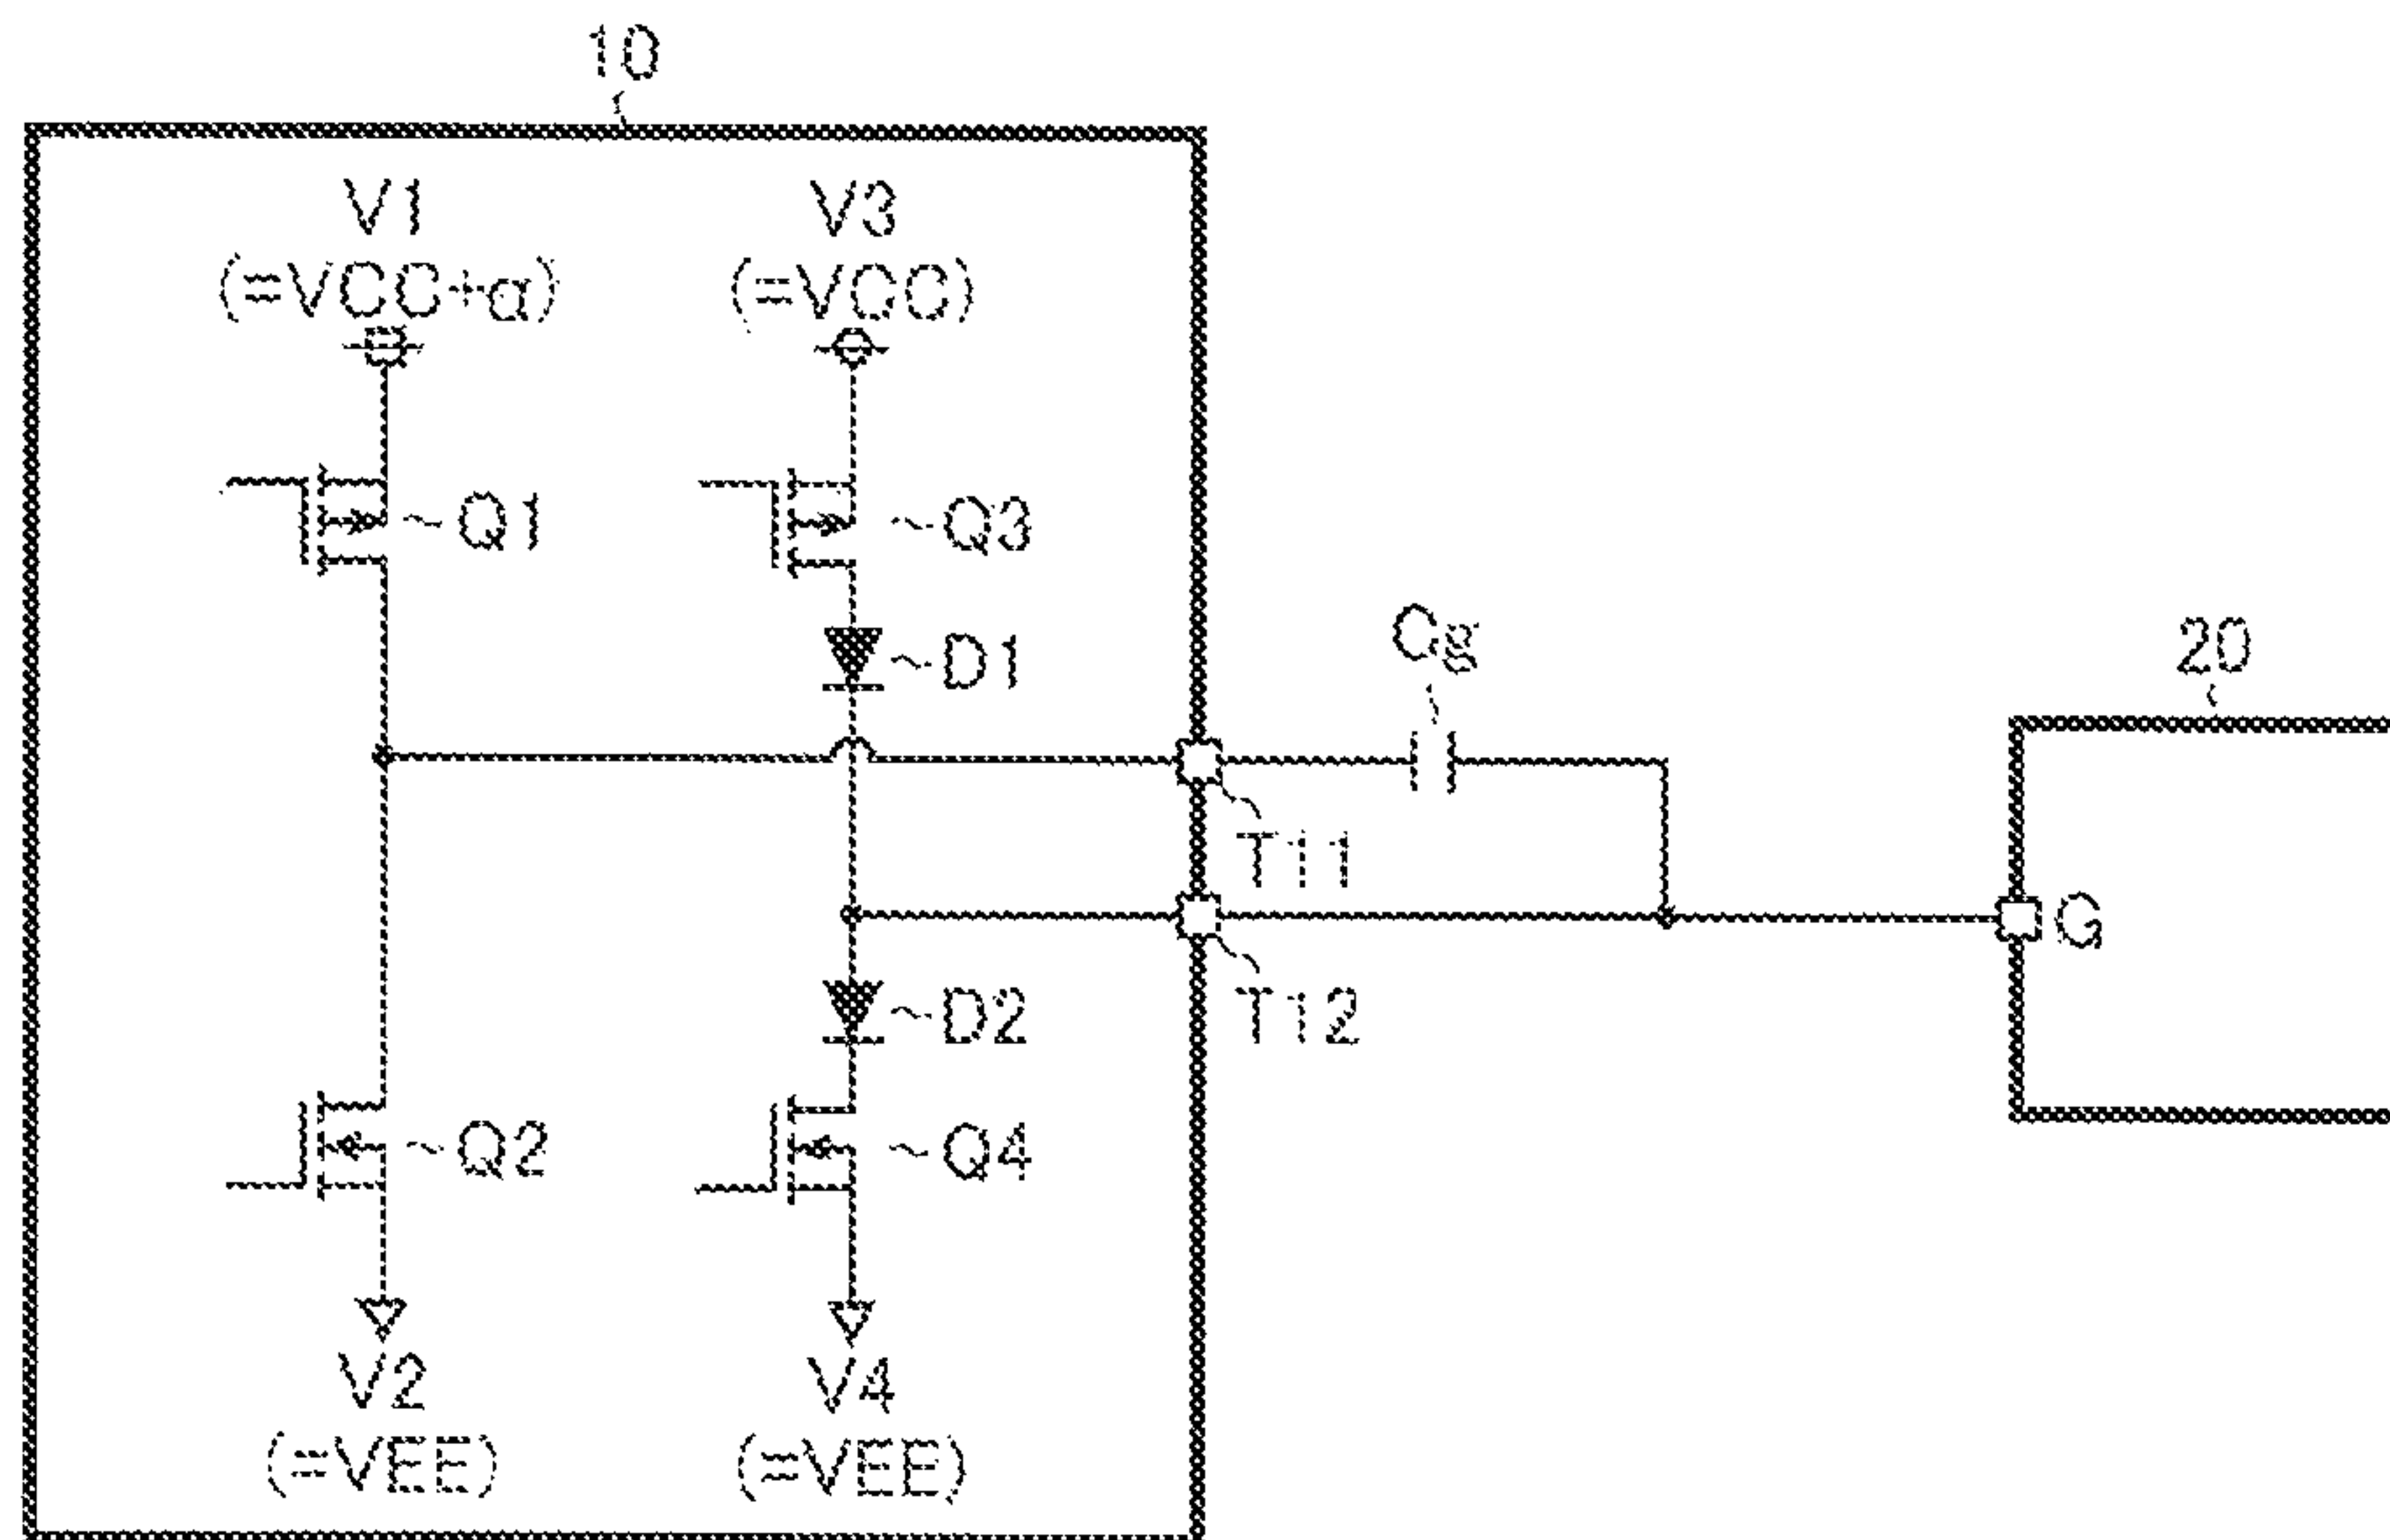 10
V1 V3
(=VCC+α) (=VCC)
Q1 Q3
D1
Cg 20
T11
G
D2 T12
Q2 Q4
V2 V4
(=VEE) (=VEE)